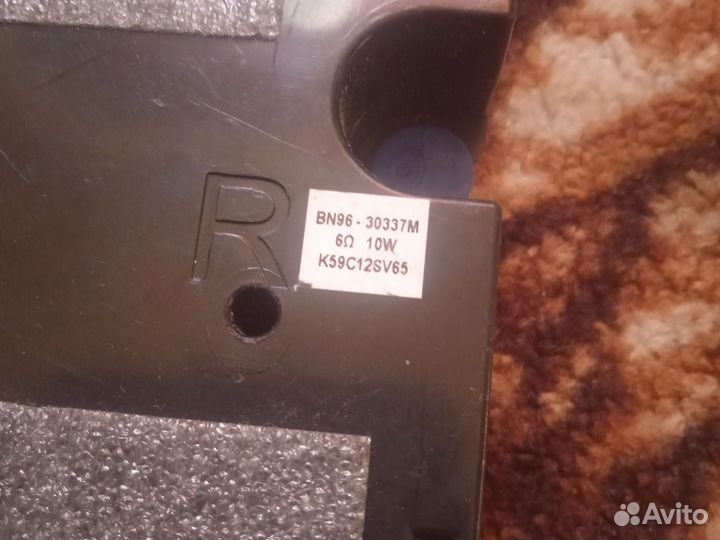 R
BN96 - 30337M
6Ω 10W
K59C12SV65
Avito